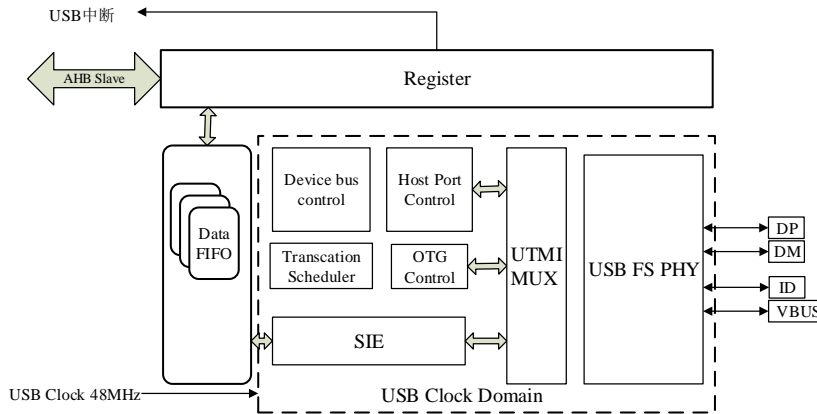 USB中断
AHB Slave
Register
Device bus
control
Host Port
Control
Data
FIFO
Transcation
Scheduler
OTG
Control
UTMI
MUX
USB FS PHY
DP
DM
ID
VBUS
SIE
USB Clock 48MHz
USB Clock Domain